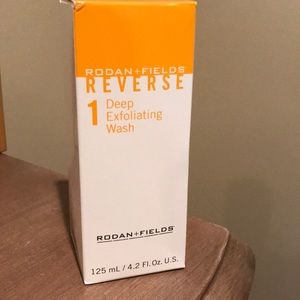 RODAN+FIELDS
REVERSE
1 Deep
Exfoliating
Wash
RODAN+FIELDS
125 mL / 4.2 Fl. Oz. U.S.